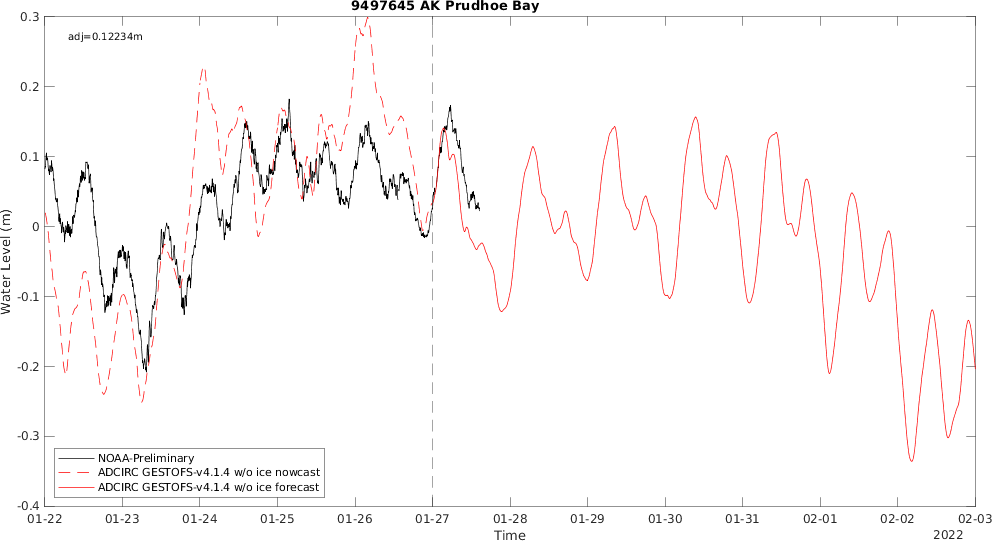 9497645 AK Prudhoe Bay
adj=0.12234m
0.3
0.2
0.1
0
-0.1
-0.2
-0.3
-0.4
Water Level (m)
NOAA-Preliminary
ADCIRC GESTOFS-v4.1.4 w/o ice nowcast
ADCIRC GESTOFS-v4.1.4 w/o ice forecast
01-22 01-23 01-24 01-25 01-26 01-27 01-28 01-29 01-30 01-31 02-01 02-02 02-03
Time
2022